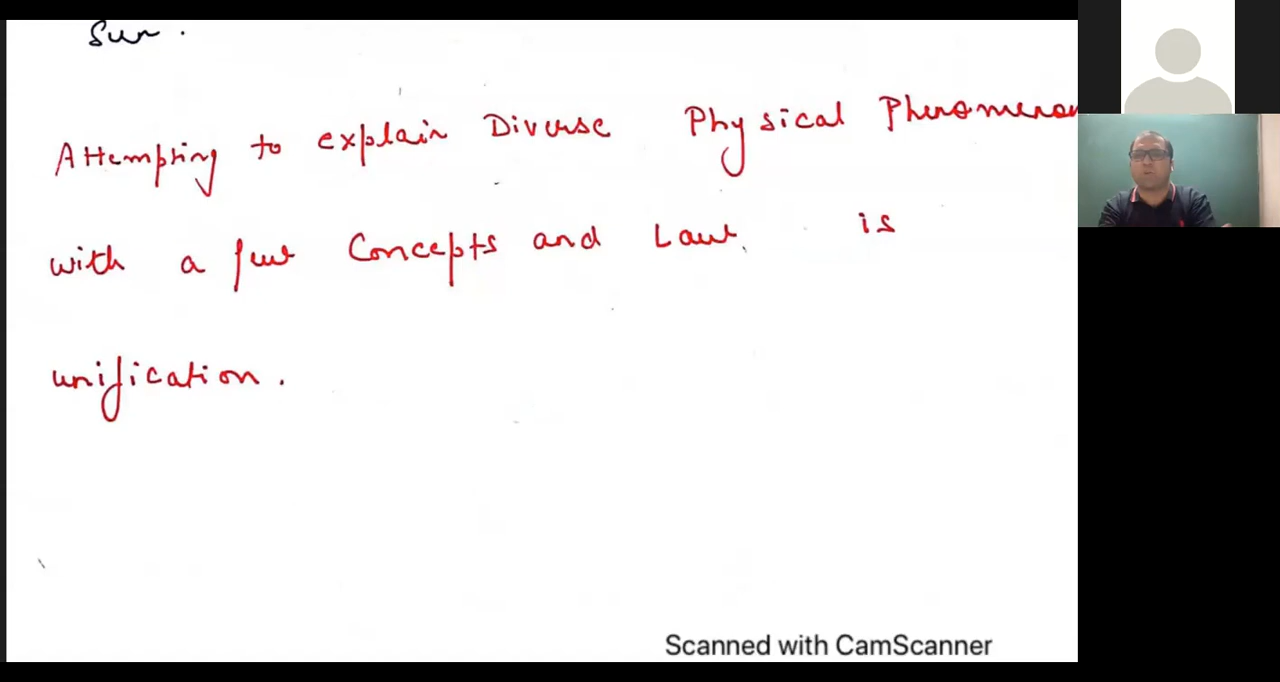 Sun.
Attempting to explain Diverse Physical Phenomenon
with a few Concepts and Laws, is
unification.
Scanned with CamScanner